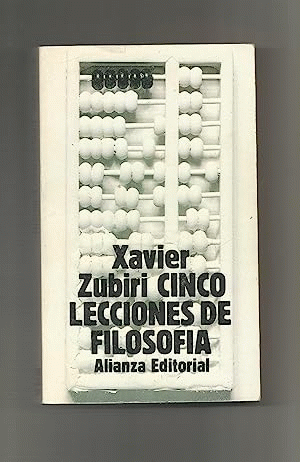 Xavier
Zubiri CINCO
LECCIONES DE
FILOSOFIA
Alianza Editorial